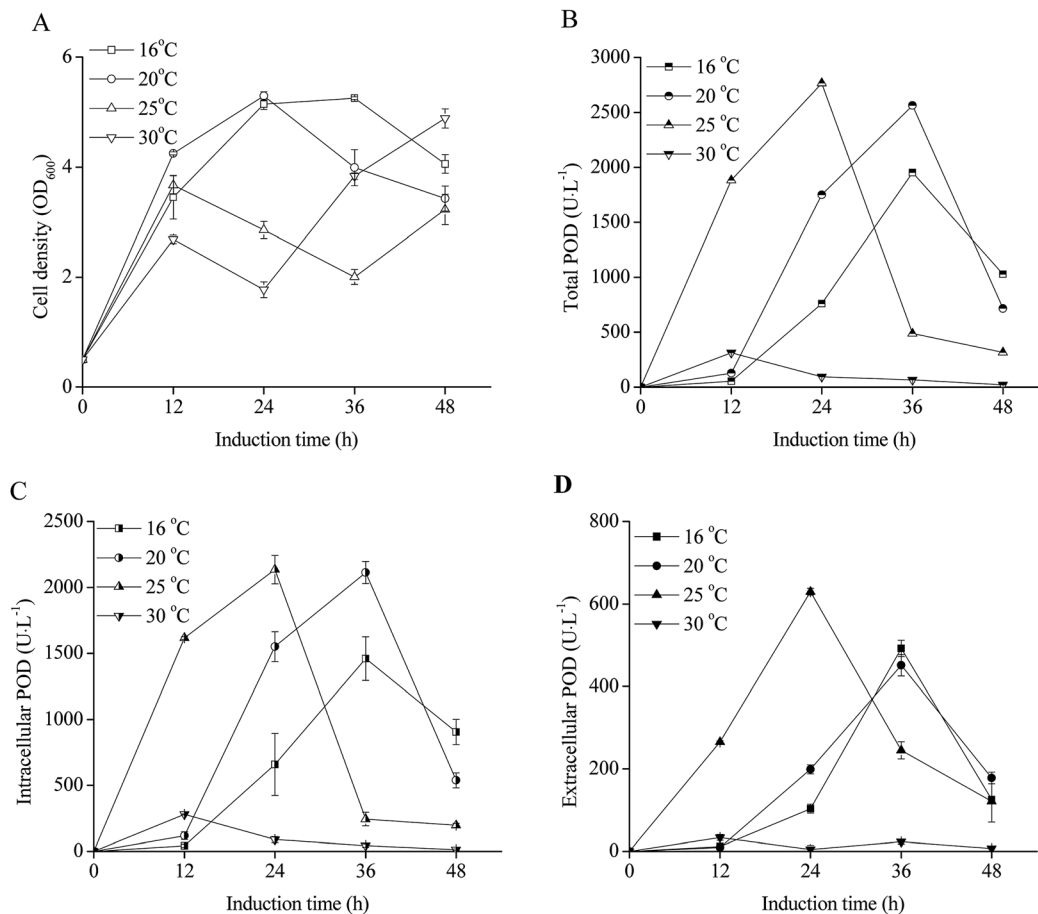 A
16°C
20°C
25°C
30°C
6
4
2
0
Cell density (OD₆₀₀)
0 12 24 36 48
Induction time (h)
B
16 °C
20 °C
25 °C
30 °C
3000
2500
2000
1500
1000
500
0
Total POD (U·L⁻¹)
0 12 24 36 48
Induction time (h)
C
16 °C
20 °C
25 °C
30 °C
2500
2000
1500
1000
500
0
Intracellular POD (U·L⁻¹)
0 12 24 36 48
Induction time (h)
D
16 °C
20 °C
25 °C
30 °C
800
600
400
200
0
Extracellular POD (U·L⁻¹)
0 12 24 36 48
Induction time (h)